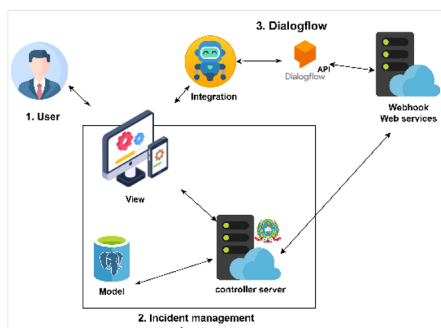 3. Dialogflow
API
Dialogflow
Integration
1. User
Webhook
Web services
View
Model
controller server
2. Incident management